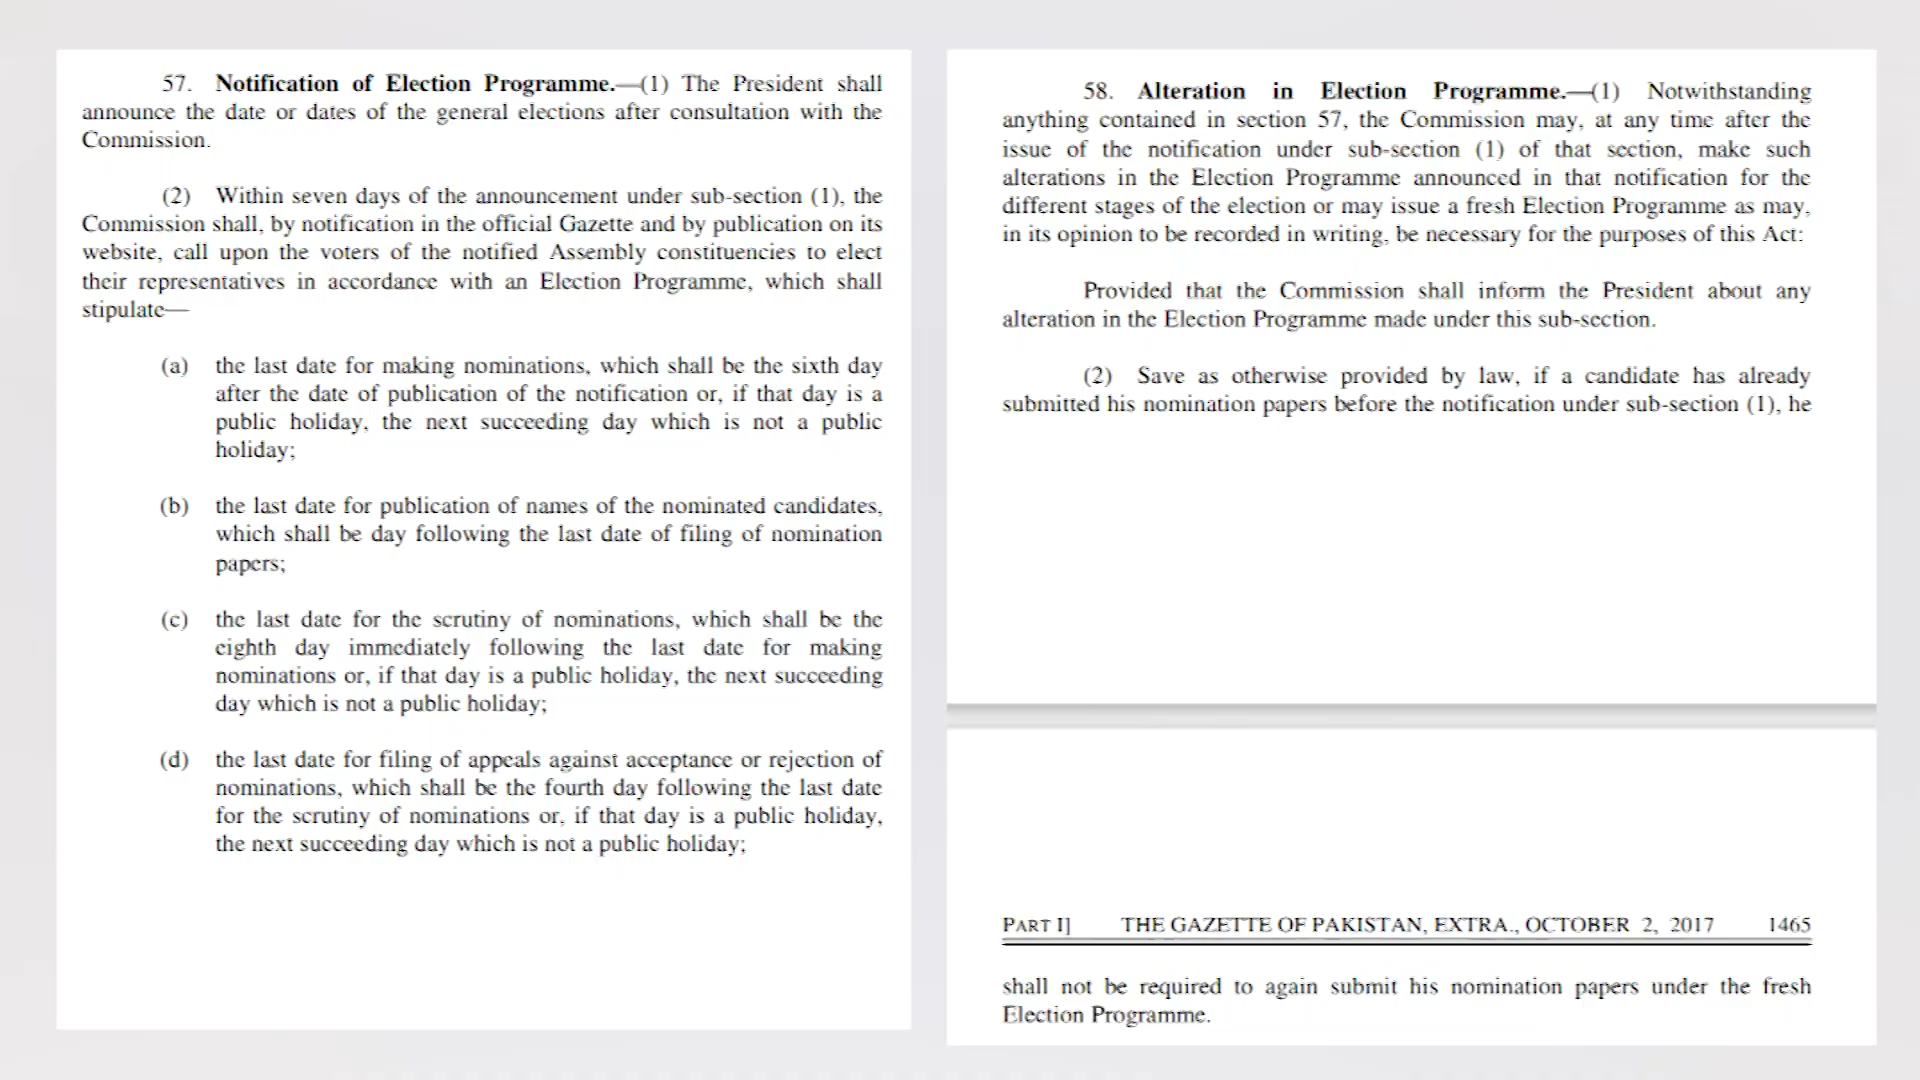 57. Notification of Election Programme.—(1) The President shall
announce the date or dates of the general elections after consultation with the
Commission.
(2) Within seven days of the announcement under sub-section (1), the
Commission shall, by notification in the official Gazette and by publication on its
website, call upon the voters of the notified Assembly constituencies to elect
their representatives in accordance with an Election Programme, which shall
stipulate—
(a) the last date for making nominations, which shall be the sixth day
after the date of publication of the notification or, if that day is a
public holiday, the next succeeding day which is not a public
holiday;
(b) the last date for publication of names of the nominated candidates,
which shall be day following the last date of filing of nomination
papers;
(c) the last date for the scrutiny of nominations, which shall be the
eighth day immediately following the last date for making
nominations or, if that day is a public holiday, the next succeeding
day which is not a public holiday;
(d) the last date for filing of appeals against acceptance or rejection of
nominations, which shall be the fourth day following the last date
for the scrutiny of nominations or, if that day is a public holiday,
the next succeeding day which is not a public holiday;
58. Alteration in Election Programme.—(1) Notwithstanding
anything contained in section 57, the Commission may, at any time after the
issue of the notification under sub-section (1) of that section, make such
alterations in the Election Programme announced in that notification for the
different stages of the election or may issue a fresh Election Programme as may,
in its opinion to be recorded in writing, be necessary for the purposes of this Act:
Provided that the Commission shall inform the President about any
alteration in the Election Programme made under this sub-section.
(2) Save as otherwise provided by law, if a candidate has already
submitted his nomination papers before the notification under sub-section (1), he
PART I] THE GAZETTE OF PAKISTAN, EXTRA., OCTOBER 2, 2017 1465
shall not be required to again submit his nomination papers under the fresh
Election Programme.